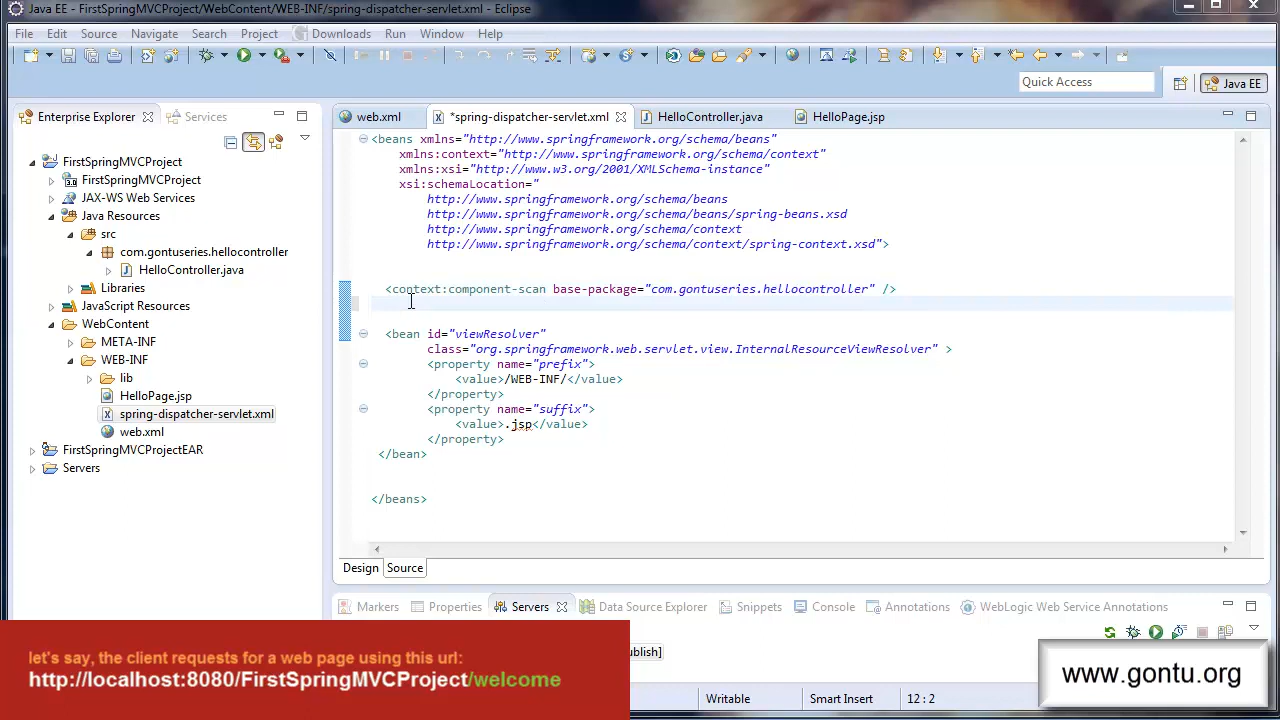 Java EE - FirstSpringMVCProject/WebContent/WEB-INF/spring-dispatcher-servlet.xml - Eclipse
File Edit Source Navigate Search Project Downloads Run Window Help
Quick Access
Java EE
Enterprise Explorer
Services
FirstSpringMVCProject
FirstSpringMVCProject
JAX-WS Web Services
Java Resources
src
com.gontuseries.hellocontroller
HelloController.java
Libraries
JavaScript Resources
WebContent
META-INF
WEB-INF
lib
HelloPage.jsp
spring-dispatcher-servlet.xml
web.xml
FirstSpringMVCProjectEAR
Servers
web.xml
*spring-dispatcher-servlet.xml
HelloController.java
HelloPage.jsp
<beans xmlns="http://www.springframework.org/schema/beans"
xmlns:context="http://www.springframework.org/schema/context"
xmlns:xsi="http://www.w3.org/2001/XMLSchema-instance"
xsi:schemaLocation="
http://www.springframework.org/schema/beans
http://www.springframework.org/schema/beans/spring-beans.xsd
http://www.springframework.org/schema/context
http://www.springframework.org/schema/context/spring-context.xsd">
<context:component-scan base-package="com.gontuseries.hellocontroller" />
<bean id="viewResolver"
class="org.springframework.web.servlet.view.InternalResourceViewResolver" >
<property name="prefix">
<value>/WEB-INF/</value>
</property>
<property name="suffix">
<value>.jsp</value>
</property>
</bean>
</beans>
Design
Source
Markers
Properties
Servers
Data Source Explorer
Snippets
Console
Annotations
WebLogic Web Service Annotations
ublish]
Writable
Smart Insert
12 : 2
let's say, the client requests for a web page using this url:
http://localhost:8080/FirstSpringMVCProject/welcome
www.gontu.org